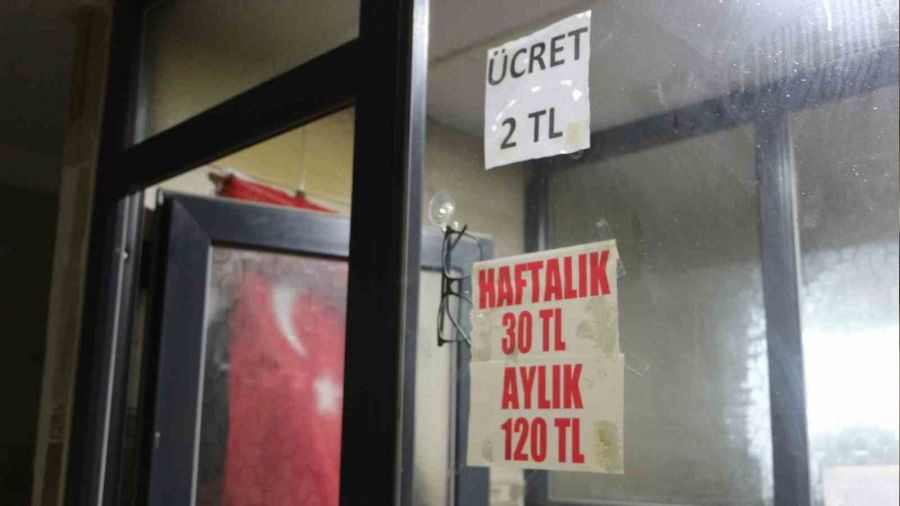 ÜCRET
2 TL
HAFTALIK
30 TL
AYLIK
120 TL